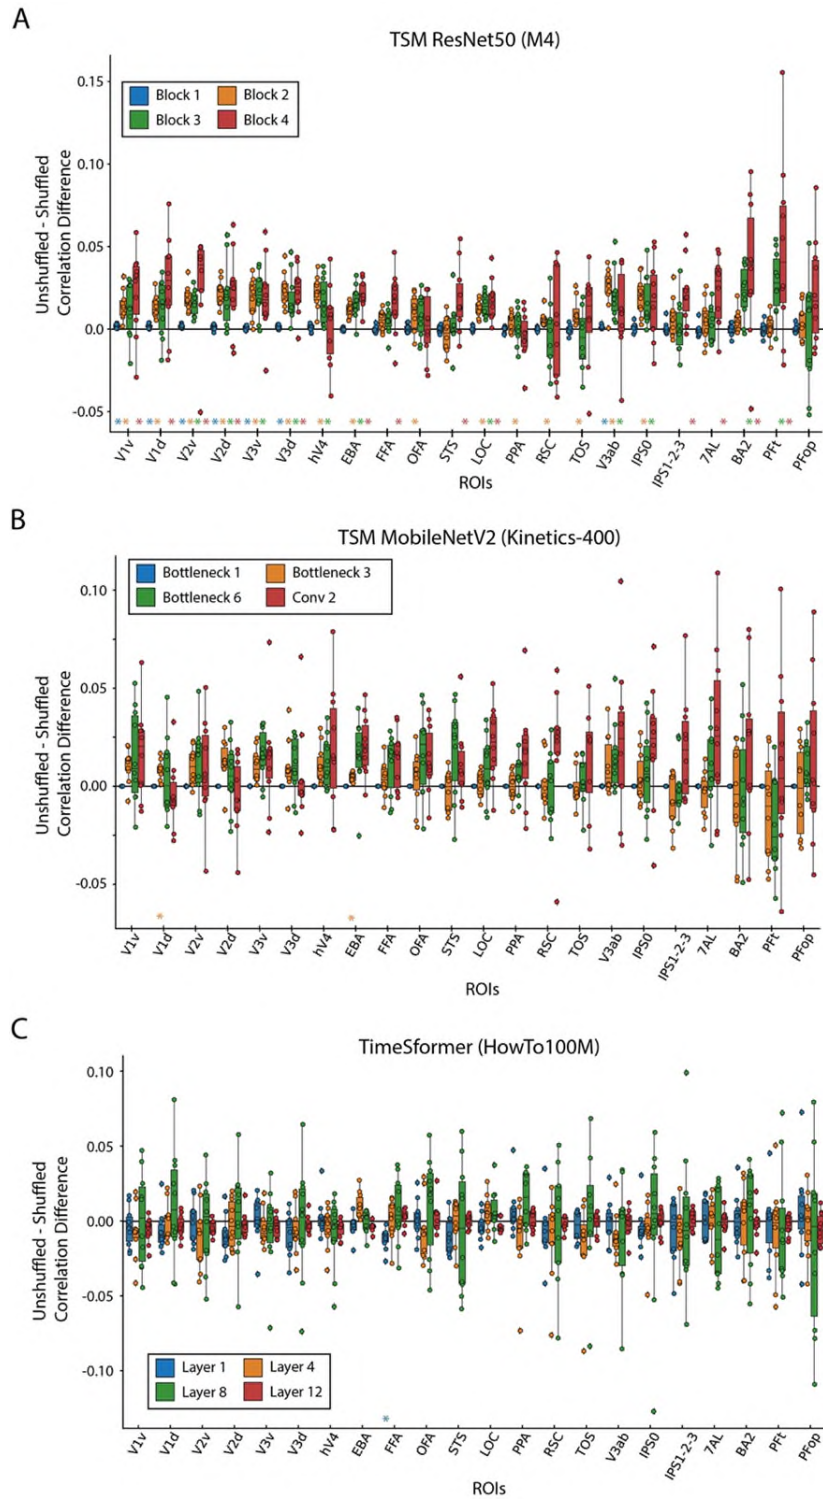 A
TSM ResNet50 (M4)
Block 1 Block 2
Block 3 Block 4
Unshuffled - Shuffled
Correlation Difference
0.15
0.10
0.05
0.0
-0.05
V1v V1d V2v V2d V3v V3d hV4 EBA FFA OFA STS LOC PPA RSC TOS V3ab IPS0 IPS1-2-3 7AL BA2 PFt PFop
ROIs
B
TSM MobileNetV2 (Kinetics-400)
Bottleneck 1 Bottleneck 3
Bottleneck 6 Conv 2
Unshuffled - Shuffled
Correlation Difference
0.10
0.05
0.00
-0.05
V1v V1d V2v V2d V3v V3d hV4 EBA FFA OFA STS LOC PPA RSC TOS V3ab IPS0 IPS1-2-3 7AL BA2 PFt PFop
ROIs
C
TimeSformer (HowTo100M)
Unshuffled - Shuffled
Correlation Difference
0.10
0.05
0.00
-0.05
-0.10
Layer 1 Layer 4
Layer 8 Layer 12
V1v V1d V2v V2d V3v V3d hV4 EBA FFA OFA STS LOC PPA RSC TOS V3ab IPS0 IPS1-2-3 7AL BA2 PFt PFop
ROIs